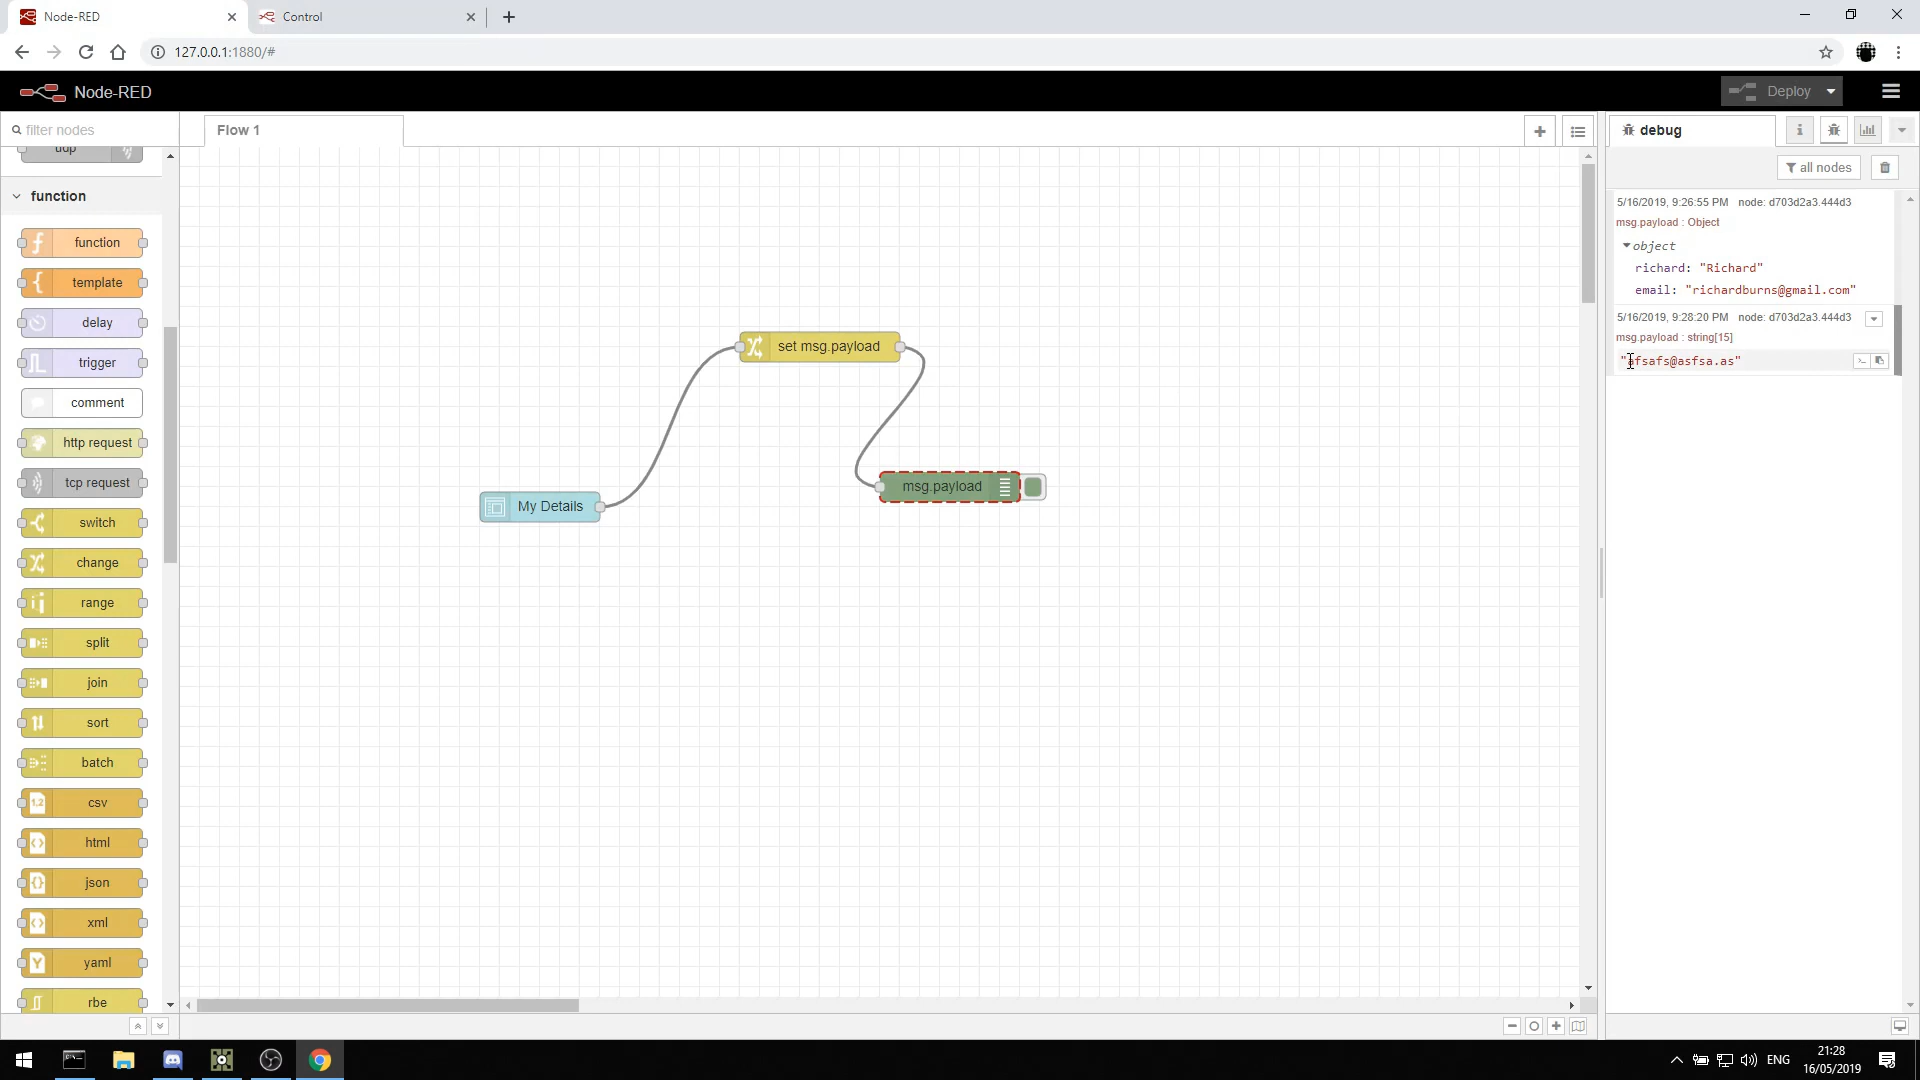 Node-RED
Control
127.0.0.1:1880/#
Node-RED
Deploy
filter nodes
Flow 1
debug
all nodes
udp
function
function
template
delay
trigger
comment
http request
tcp request
switch
change
range
split
join
sort
batch
csv
html
json
xml
yaml
rbe
set msg.payload
My Details
msg.payload
5/16/2019, 9:26:55 PM node: d703d2a3.444d3
msg.payload : Object
object
richard: "Richard"
email: "richardburns@gmail.com"
5/16/2019, 9:28:20 PM node: d703d2a3.444d3
msg.payload : string[15]
"afsafs@asfsa.as"
ENG
21:28
16/05/2019